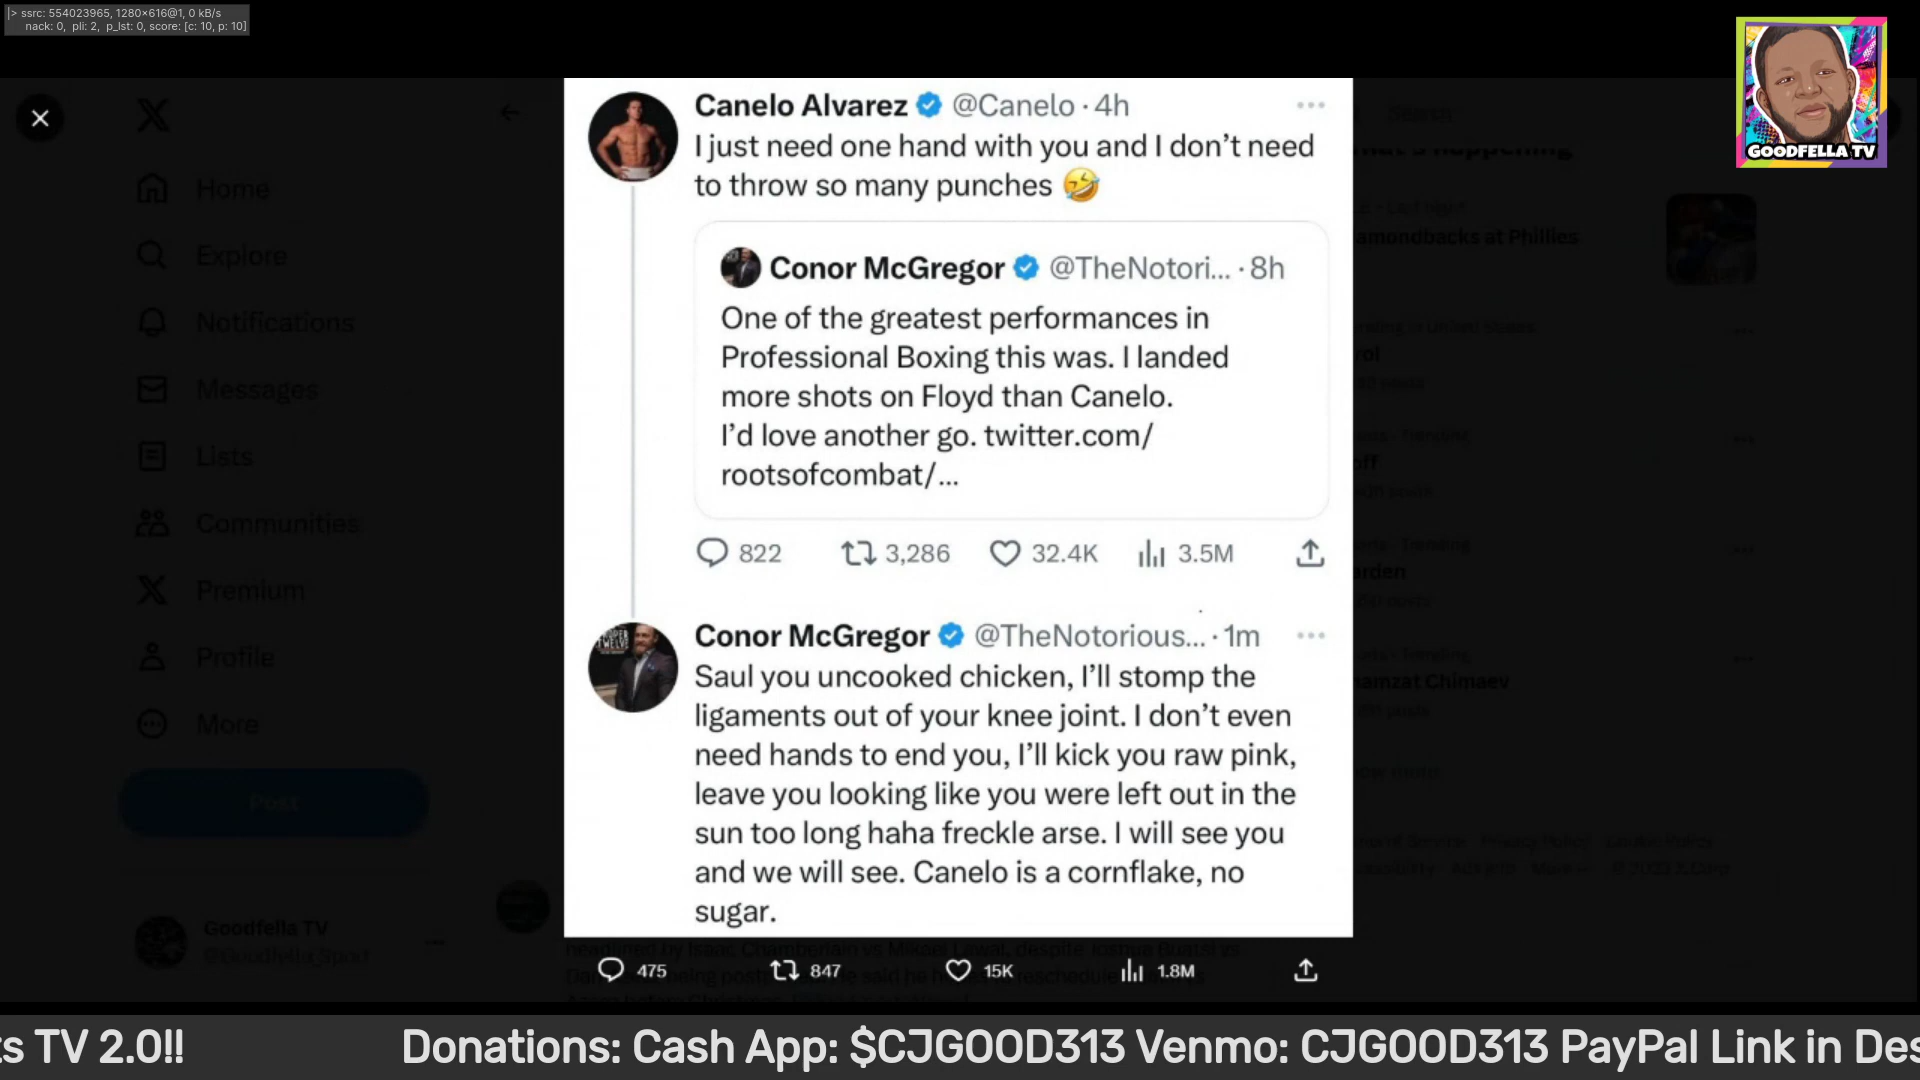 |> ssrc: 554023965, 1280×616@1, 0 kB/s
nack: 0, pli: 2, p_lst: 0, score: [c: 10, p: 10]
GOODFELLA TV
Canelo Alvarez @Canelo · 4h
I just need one hand with you and I don't need
to throw so many punches 🤣
Conor McGregor @TheNotori... · 8h
One of the greatest performances in
Professional Boxing this was. I landed
more shots on Floyd than Canelo.
I'd love another go. twitter.com/
rootsofcombat/...
822 3,286 32.4K 3.5M
Conor McGregor @TheNotorious... · 1m
Saul you uncooked chicken, I'll stomp the
ligaments out of your knee joint. I don't even
need hands to end you, I'll kick you raw pink,
leave you looking like you were left out in the
sun too long haha freckle arse. I will see you
and we will see. Canelo is a cornflake, no
sugar.
475 847 15K 1.8M
Home
Explore
Notifications
Messages
Lists
Communities
Premium
Profile
More
Post
Goodfella TV
Search
amondbacks at Phillies
amzat Chimaev
s TV 2.0!! Donations: Cash App: $CJGOOD313 Venmo: CJGOOD313 PayPal Link in Des